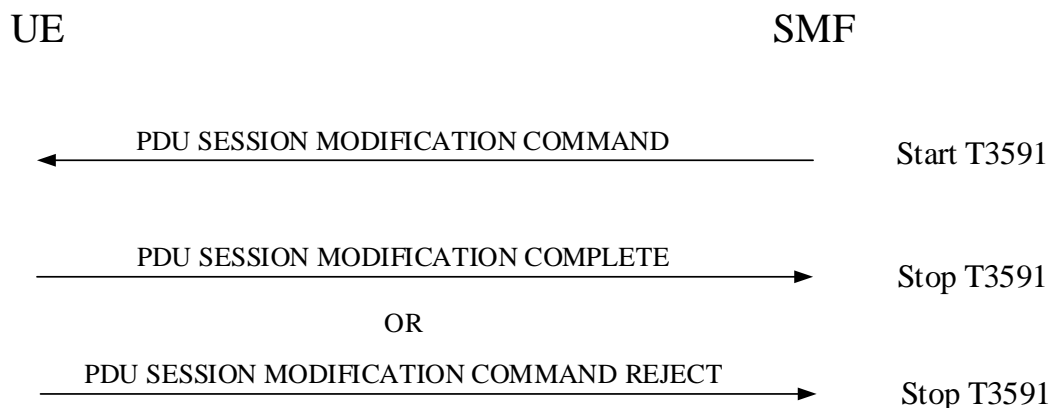 UE SMF
PDU SESSION MODIFICATION COMMAND Start T3591
PDU SESSION MODIFICATION COMPLETE Stop T3591
OR
PDU SESSION MODIFICATION COMMAND REJECT Stop T3591